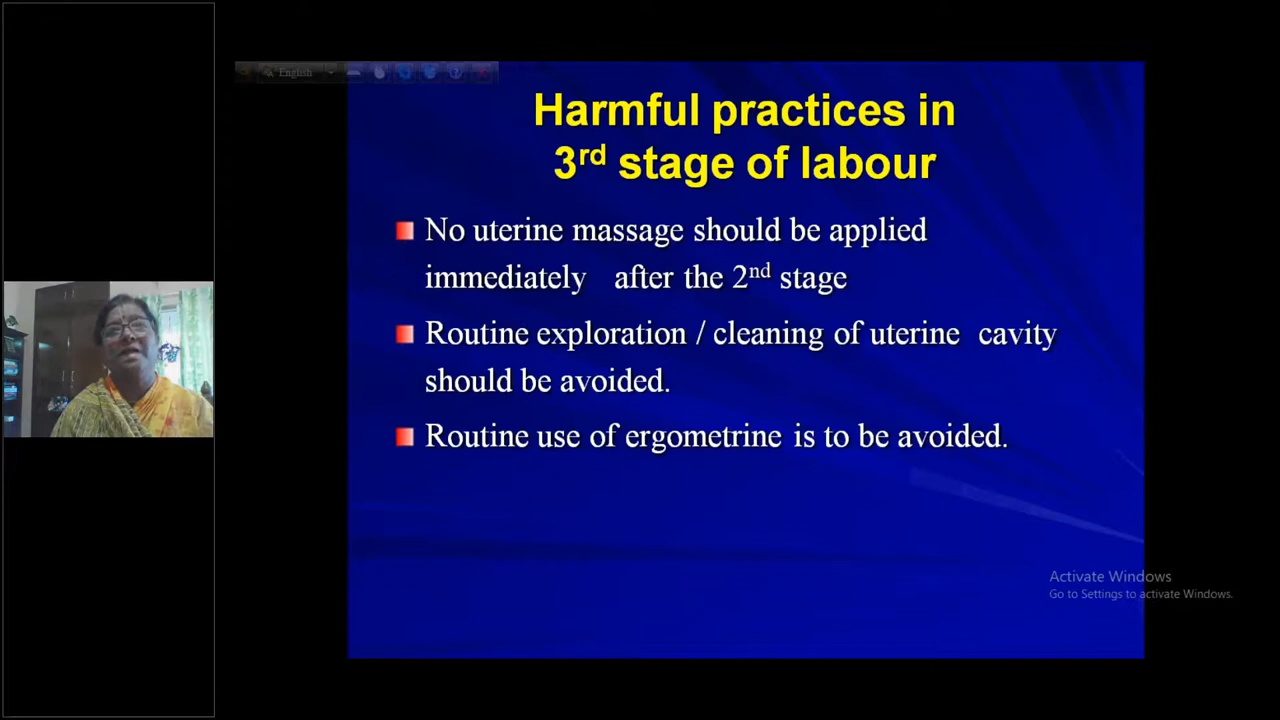 English
Harmful practices in
3rd stage of labour
No uterine massage should be applied
immediately after the 2nd stage
Routine exploration / cleaning of uterine cavity
should be avoided.
Routine use of ergometrine is to be avoided.
Activate Windows
Go to Settings to activate Windows.